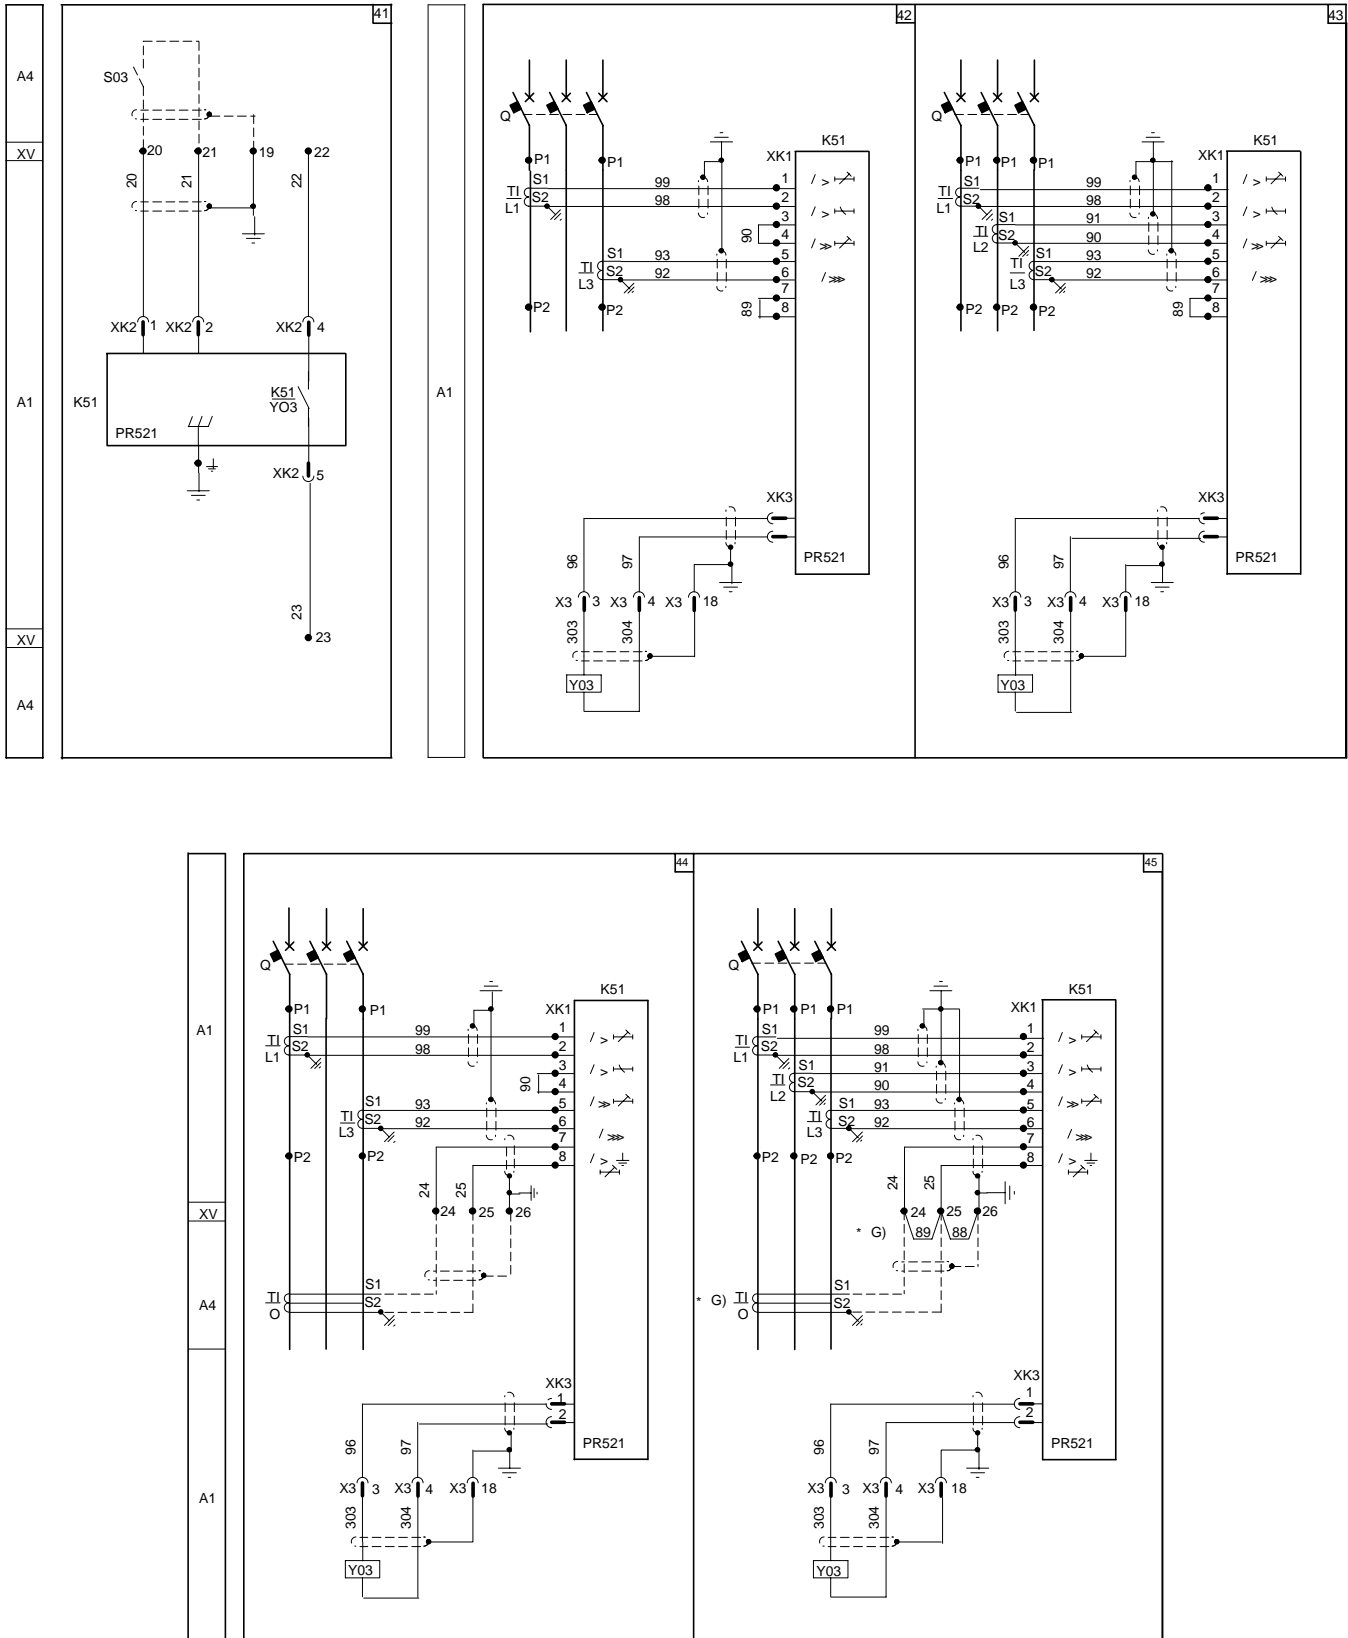 41
A4
S03
XV
20
21
19
22
20
21
22
XK2 1
XK2 2
XK2 4
A1
K51
K51
YO3
PR521
XK2 5
23
XV
23
A4
A1
42
Q
K51
P1
P1
XK1
TI
L1
S1
S2
99
98
1
2
/ >
3
/ >
90
4
/ >>
TI
L3
S1
S2
93
92
5
6
/ >>>
7
P2
P2
89
8
XK3
96
97
PR521
X3 3
X3 4
X3 18
303
304
Y03
43
Q
K51
P1
P1
P1
XK1
TI
L1
S1
S2
99
98
1
2
/ >
TI
L2
S1
S2
91
90
3
4
/ >
/ >>
TI
L3
S1
S2
93
92
5
6
/ >>>
7
P2
P2
P2
89
8
XK3
96
97
PR521
X3 3
X3 4
X3 18
303
304
Y03
44
Q
K51
P1
P1
XK1
A1
TI
L1
S1
S2
99
98
1
2
/ >
3
/ >
90
4
/ >>
TI
L3
S1
S2
93
92
5
6
/ >>>
7
P2
P2
8
/ >
24
25
XV
24
25
26
A4
TI
O
S1
S2
XK3
1
2
96
97
PR521
A1
X3 3
X3 4
X3 18
303
304
Y03
45
Q
K51
P1
P1
P1
XK1
TI
L1
S1
S2
99
98
1
2
/ >
TI
L2
S1
S2
91
90
3
4
/ >
/ >>
TI
L3
S1
S2
93
92
5
6
/ >>>
7
P2
P2
P2
8
/ >
24
25
24
25
26
* G)
89
88
* G)
TI
O
S1
S2
XK3
1
2
96
97
PR521
X3 3
X3 4
X3 18
303
304
Y03